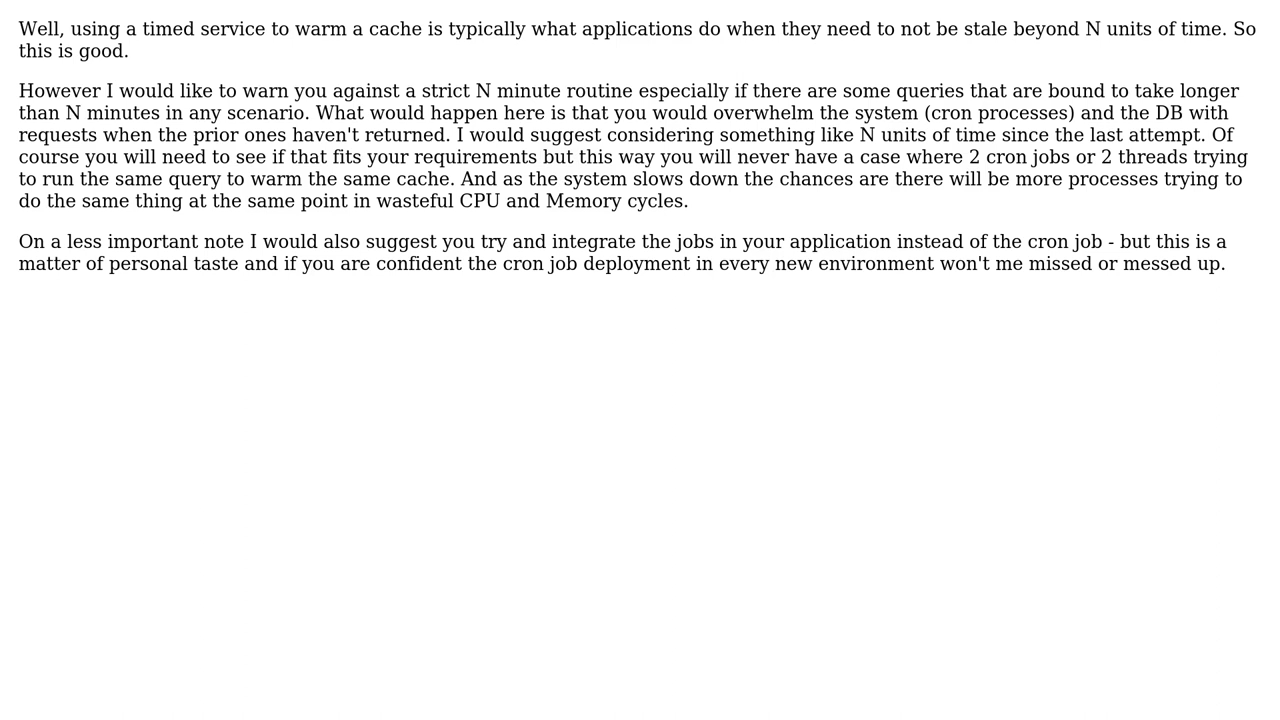 Well, using a timed service to warm a cache is typically what applications do when they need to not be stale beyond N units of time. So
this is good.
However I would like to warn you against a strict N minute routine especially if there are some queries that are bound to take longer
than N minutes in any scenario. What would happen here is that you would overwhelm the system (cron processes) and the DB with
requests when the prior ones haven't returned. I would suggest considering something like N units of time since the last attempt. Of
course you will need to see if that fits your requirements but this way you will never have a case where 2 cron jobs or 2 threads trying
to run the same query to warm the same cache. And as the system slows down the chances are there will be more processes trying to
do the same thing at the same point in wasteful CPU and Memory cycles.
On a less important note I would also suggest you try and integrate the jobs in your application instead of the cron job - but this is a
matter of personal taste and if you are confident the cron job deployment in every new environment won't me missed or messed up.